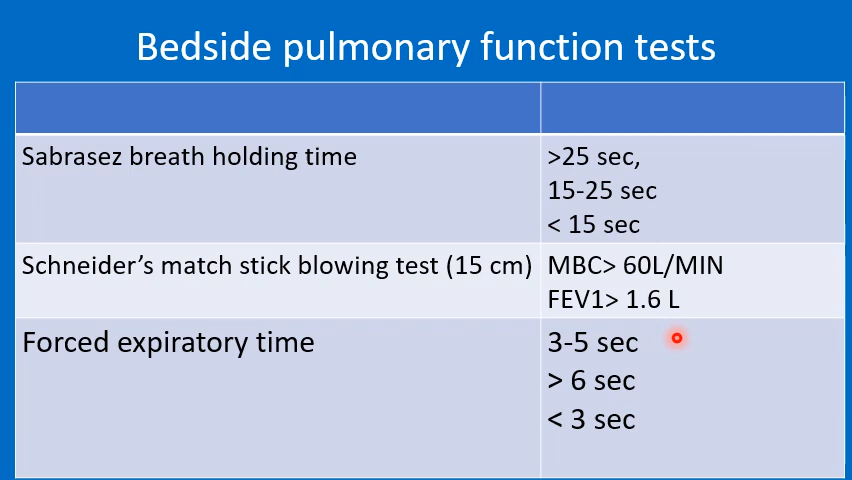 Bedside pulmonary function tests
Sabrasez breath holding time
>25 sec,
15-25 sec
< 15 sec
Schneider’s match stick blowing test (15 cm)
MBC> 60L/MIN
FEV1> 1.6 L
Forced expiratory time
3-5 sec
> 6 sec
< 3 sec